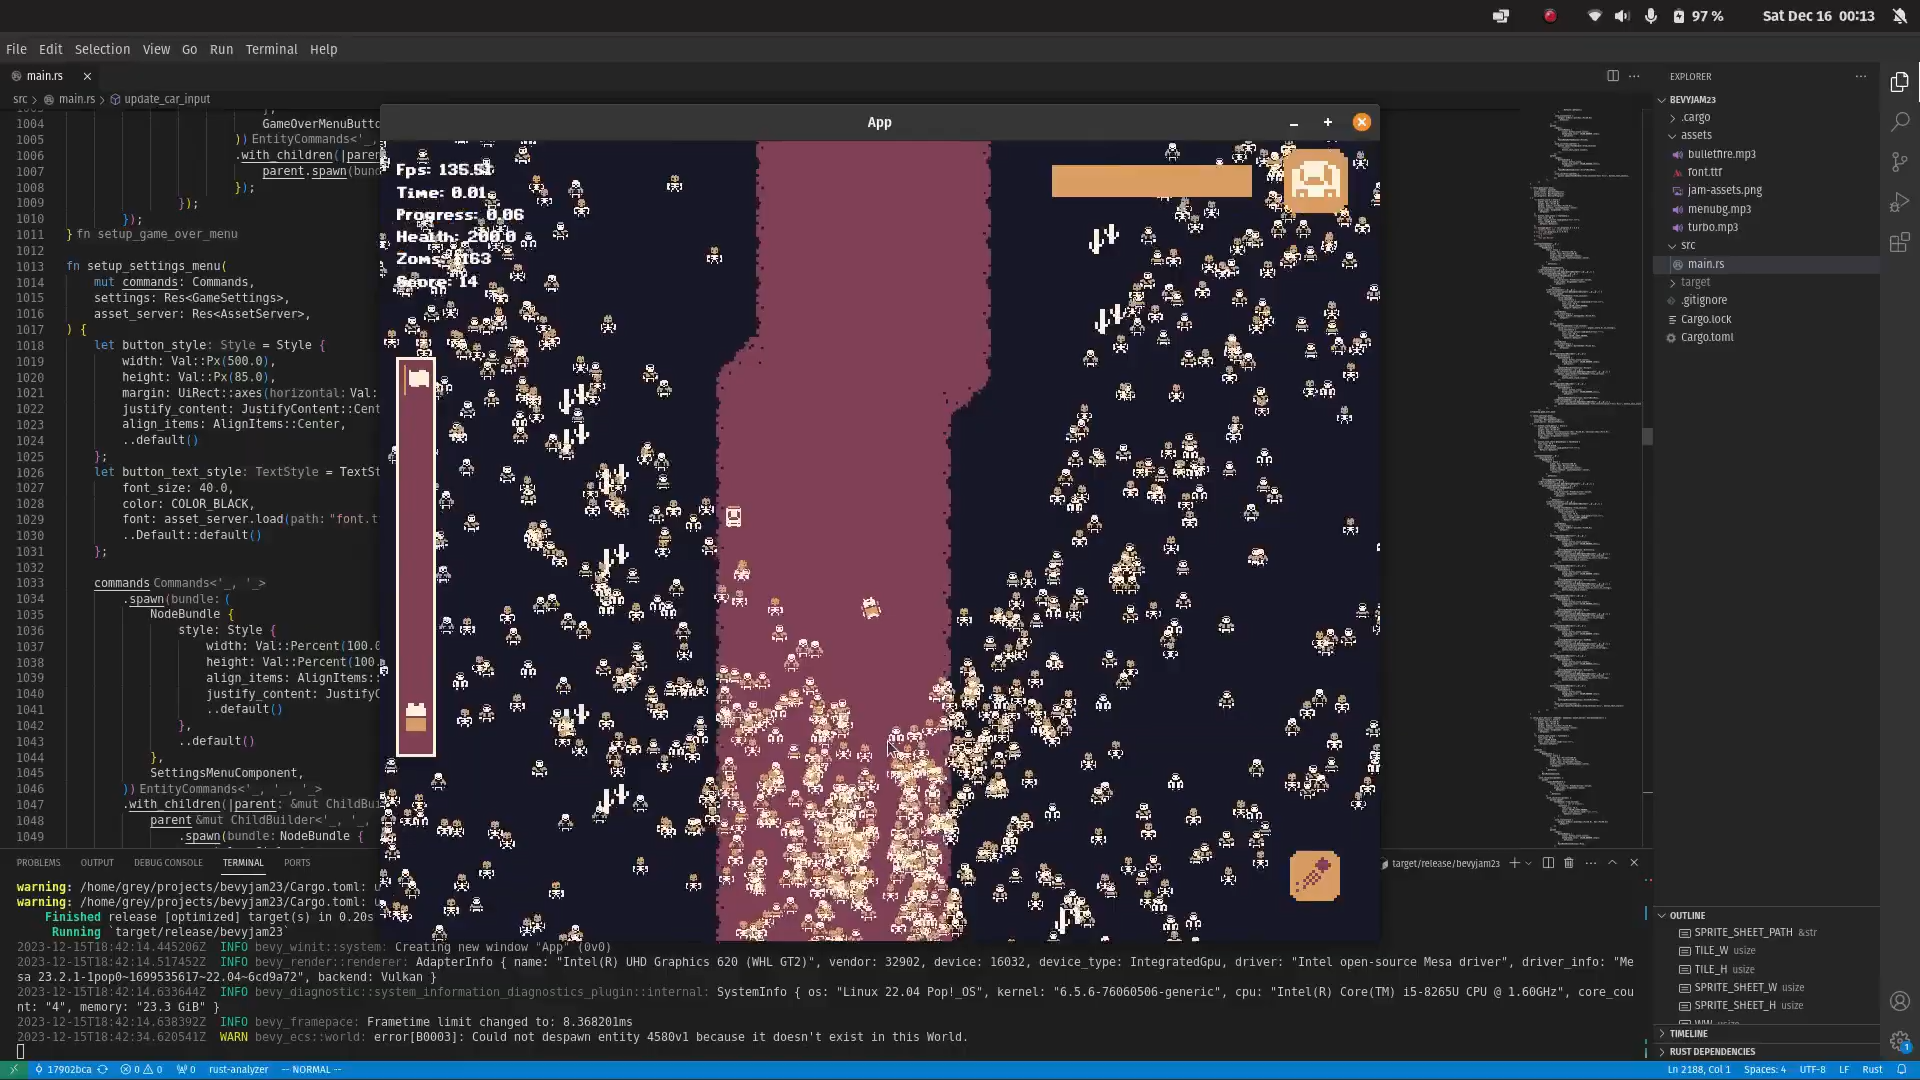 97 %
Sat Dec 16 00:13
File Edit Selection View Go Run Terminal Help
main.rs
src > main.rs > update_car_input
App
1004 GameOverMenuButto
1005 )) EntityCommands<'_,
1006 .with_children(|paren
1007 parent.spawn(bund
1008 });
1009 });
1010 });
1011 } fn setup_game_over_menu
1012
1013 fn setup_settings_menu(
1014 mut commands: Commands,
1015 settings: Res<GameSettings>,
1016 asset_server: Res<AssetServer>,
1017 ) {
1018 let button_style: Style = Style {
1019 width: Val::Px(500.0),
1020 height: Val::Px(85.0),
1021 margin: UiRect::axes(horizontal: Val:
1022 justify_content: JustifyContent::Cent
1023 align_items: AlignItems::Center,
1024 ..default()
1025 };
1026 let button_text_style: TextStyle = TextSt
1027 font_size: 40.0,
1028 color: COLOR_BLACK,
1029 font: asset_server.load(path: "font.t
1030 ..Default::default()
1031 };
1032
1033 commands Commands<'_, '_>
1034 .spawn(bundle: (
1035 NodeBundle {
1036 style: Style {
1037 width: Val::Percent(100.0
1038 height: Val::Percent(100.
1039 align_items: AlignItems::
1040 justify_content: JustifyC
1041 ..default()
1042 },
1043 ..default()
1044 },
1045 SettingsMenuComponent,
1046 )) EntityCommands<'_, '_, '_>
1047 .with_children(|parent: &mut ChildBui
1048 parent &mut ChildBuilder<'_, '_,
1049 .spawn(bundle: NodeBundle {
Fps: 135.51
Time: 0.01
Progress: 0.06
Health: 200.0
Score: 14
EXPLORER
BEVYJAM23
.cargo
assets
bulletfire.mp3
font.ttf
jam-assets.png
menubg.mp3
turbo.mp3
src
main.rs
target
.gitignore
Cargo.lock
Cargo.toml
OUTLINE
SPRITE_SHEET_PATH &str
TILE_W usize
TILE_H usize
SPRITE_SHEET_W usize
SPRITE_SHEET_H usize
TIMELINE
RUST DEPENDENCIES
PROBLEMS OUTPUT DEBUG CONSOLE TERMINAL PORTS
target/release/bevyjam23
warning: /home/grey/projects/bevyjam23/Cargo.toml: u
warning: /home/grey/projects/bevyjam23/Cargo.toml: u
Finished release [optimized] target(s) in 0.20s
Running `target/release/bevyjam23`
2023-12-15T18:42:14.445206Z INFO bevy_winit::system: Creating new window "App" (0v0)
2023-12-15T18:42:14.517452Z INFO bevy_render::renderer: AdapterInfo { name: "Intel(R) UHD Graphics 620 (WHL GT2)", vendor: 32902, device: 16032, device_type: IntegratedGpu, driver: "Intel open-source Mesa driver", driver_info: "Me
sa 23.2.1-1pop0~1699535617~22.04~6cd9a72", backend: Vulkan }
2023-12-15T18:42:14.633644Z INFO bevy_diagnostic::system_information_diagnostics_plugin::internal: SystemInfo { os: "Linux 22.04 Pop!_OS", kernel: "6.5.6-76060506-generic", cpu: "Intel(R) Core(TM) i5-8265U CPU @ 1.60GHz", core_cou
nt: "4", memory: "23.3 GiB" }
2023-12-15T18:42:14.638392Z INFO bevy_framepace: Frametime limit changed to: 8.368201ms
2023-12-15T18:42:34.620541Z WARN bevy_ecs::world: error[B0003]: Could not despawn entity 4580v1 because it doesn't exist in this World.
17902bca 0 0 0 rust-analyzer -- NORMAL -- Ln 2188, Col 1 Spaces: 4 UTF-8 LF Rust